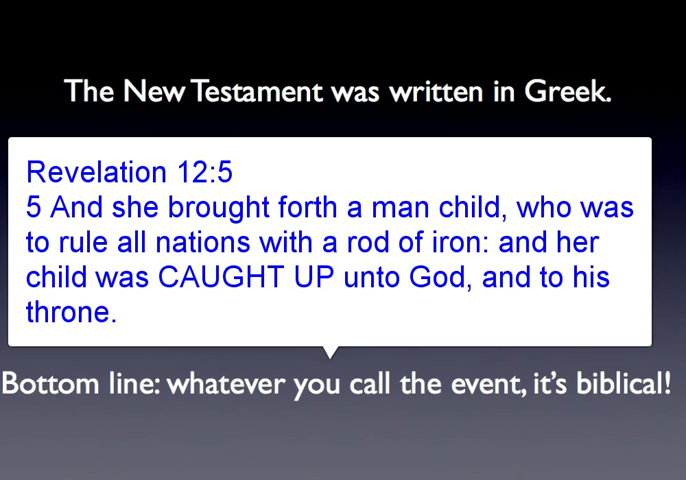 The New Testament was written in Greek.
Revelation 12:5
5 And she brought forth a man child, who was
to rule all nations with a rod of iron: and her
child was CAUGHT UP unto God, and to his
throne.
Bottom line: whatever you call the event, it's biblical!